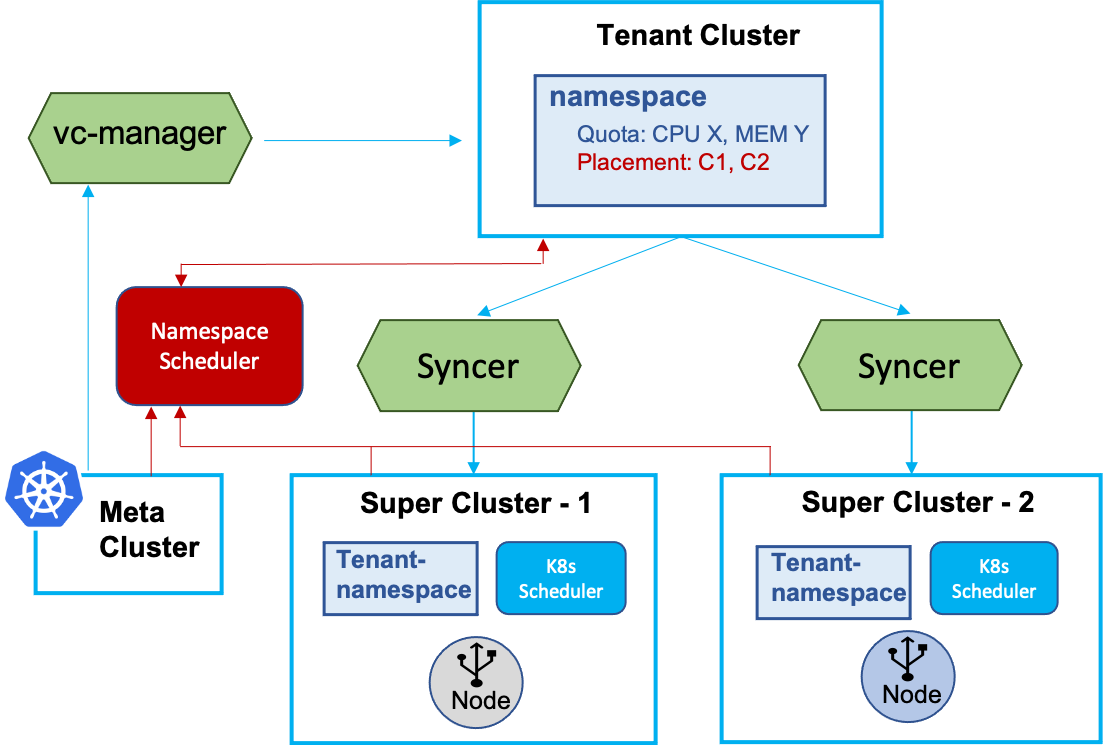 Tenant Cluster
namespace
Quota: CPU X, MEM Y
Placement: C1, C2
vc-manager
Namespace
Scheduler
Syncer
Syncer
Meta
Cluster
Super Cluster - 1
Tenant-
namespace
K8s
Scheduler
Node
Super Cluster - 2
Tenant-
namespace
K8s
Scheduler
Node